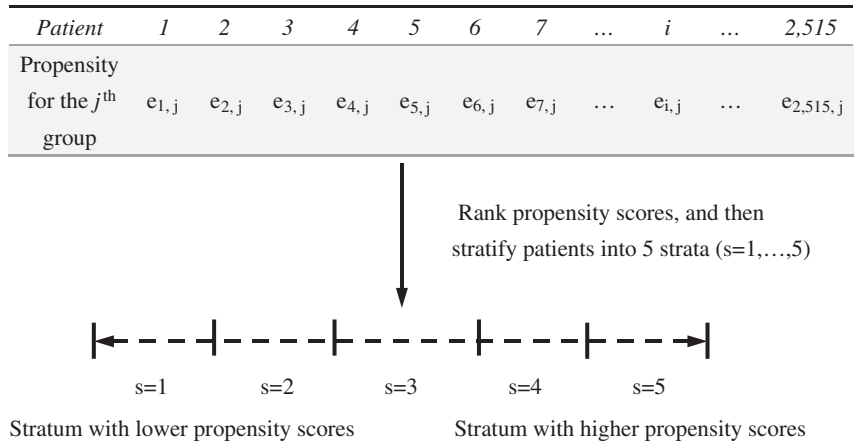 Patient 1 2 3 4 5 6 7 … i … 2,515
Propensity
for the jth e1, j e2, j e3, j e4, j e5, j e6, j e7, j … ei, j … e2,515, j
group
Rank propensity scores, and then
stratify patients into 5 strata (s=1,…,5)
s=1 s=2 s=3 s=4 s=5
Stratum with lower propensity scores Stratum with higher propensity scores